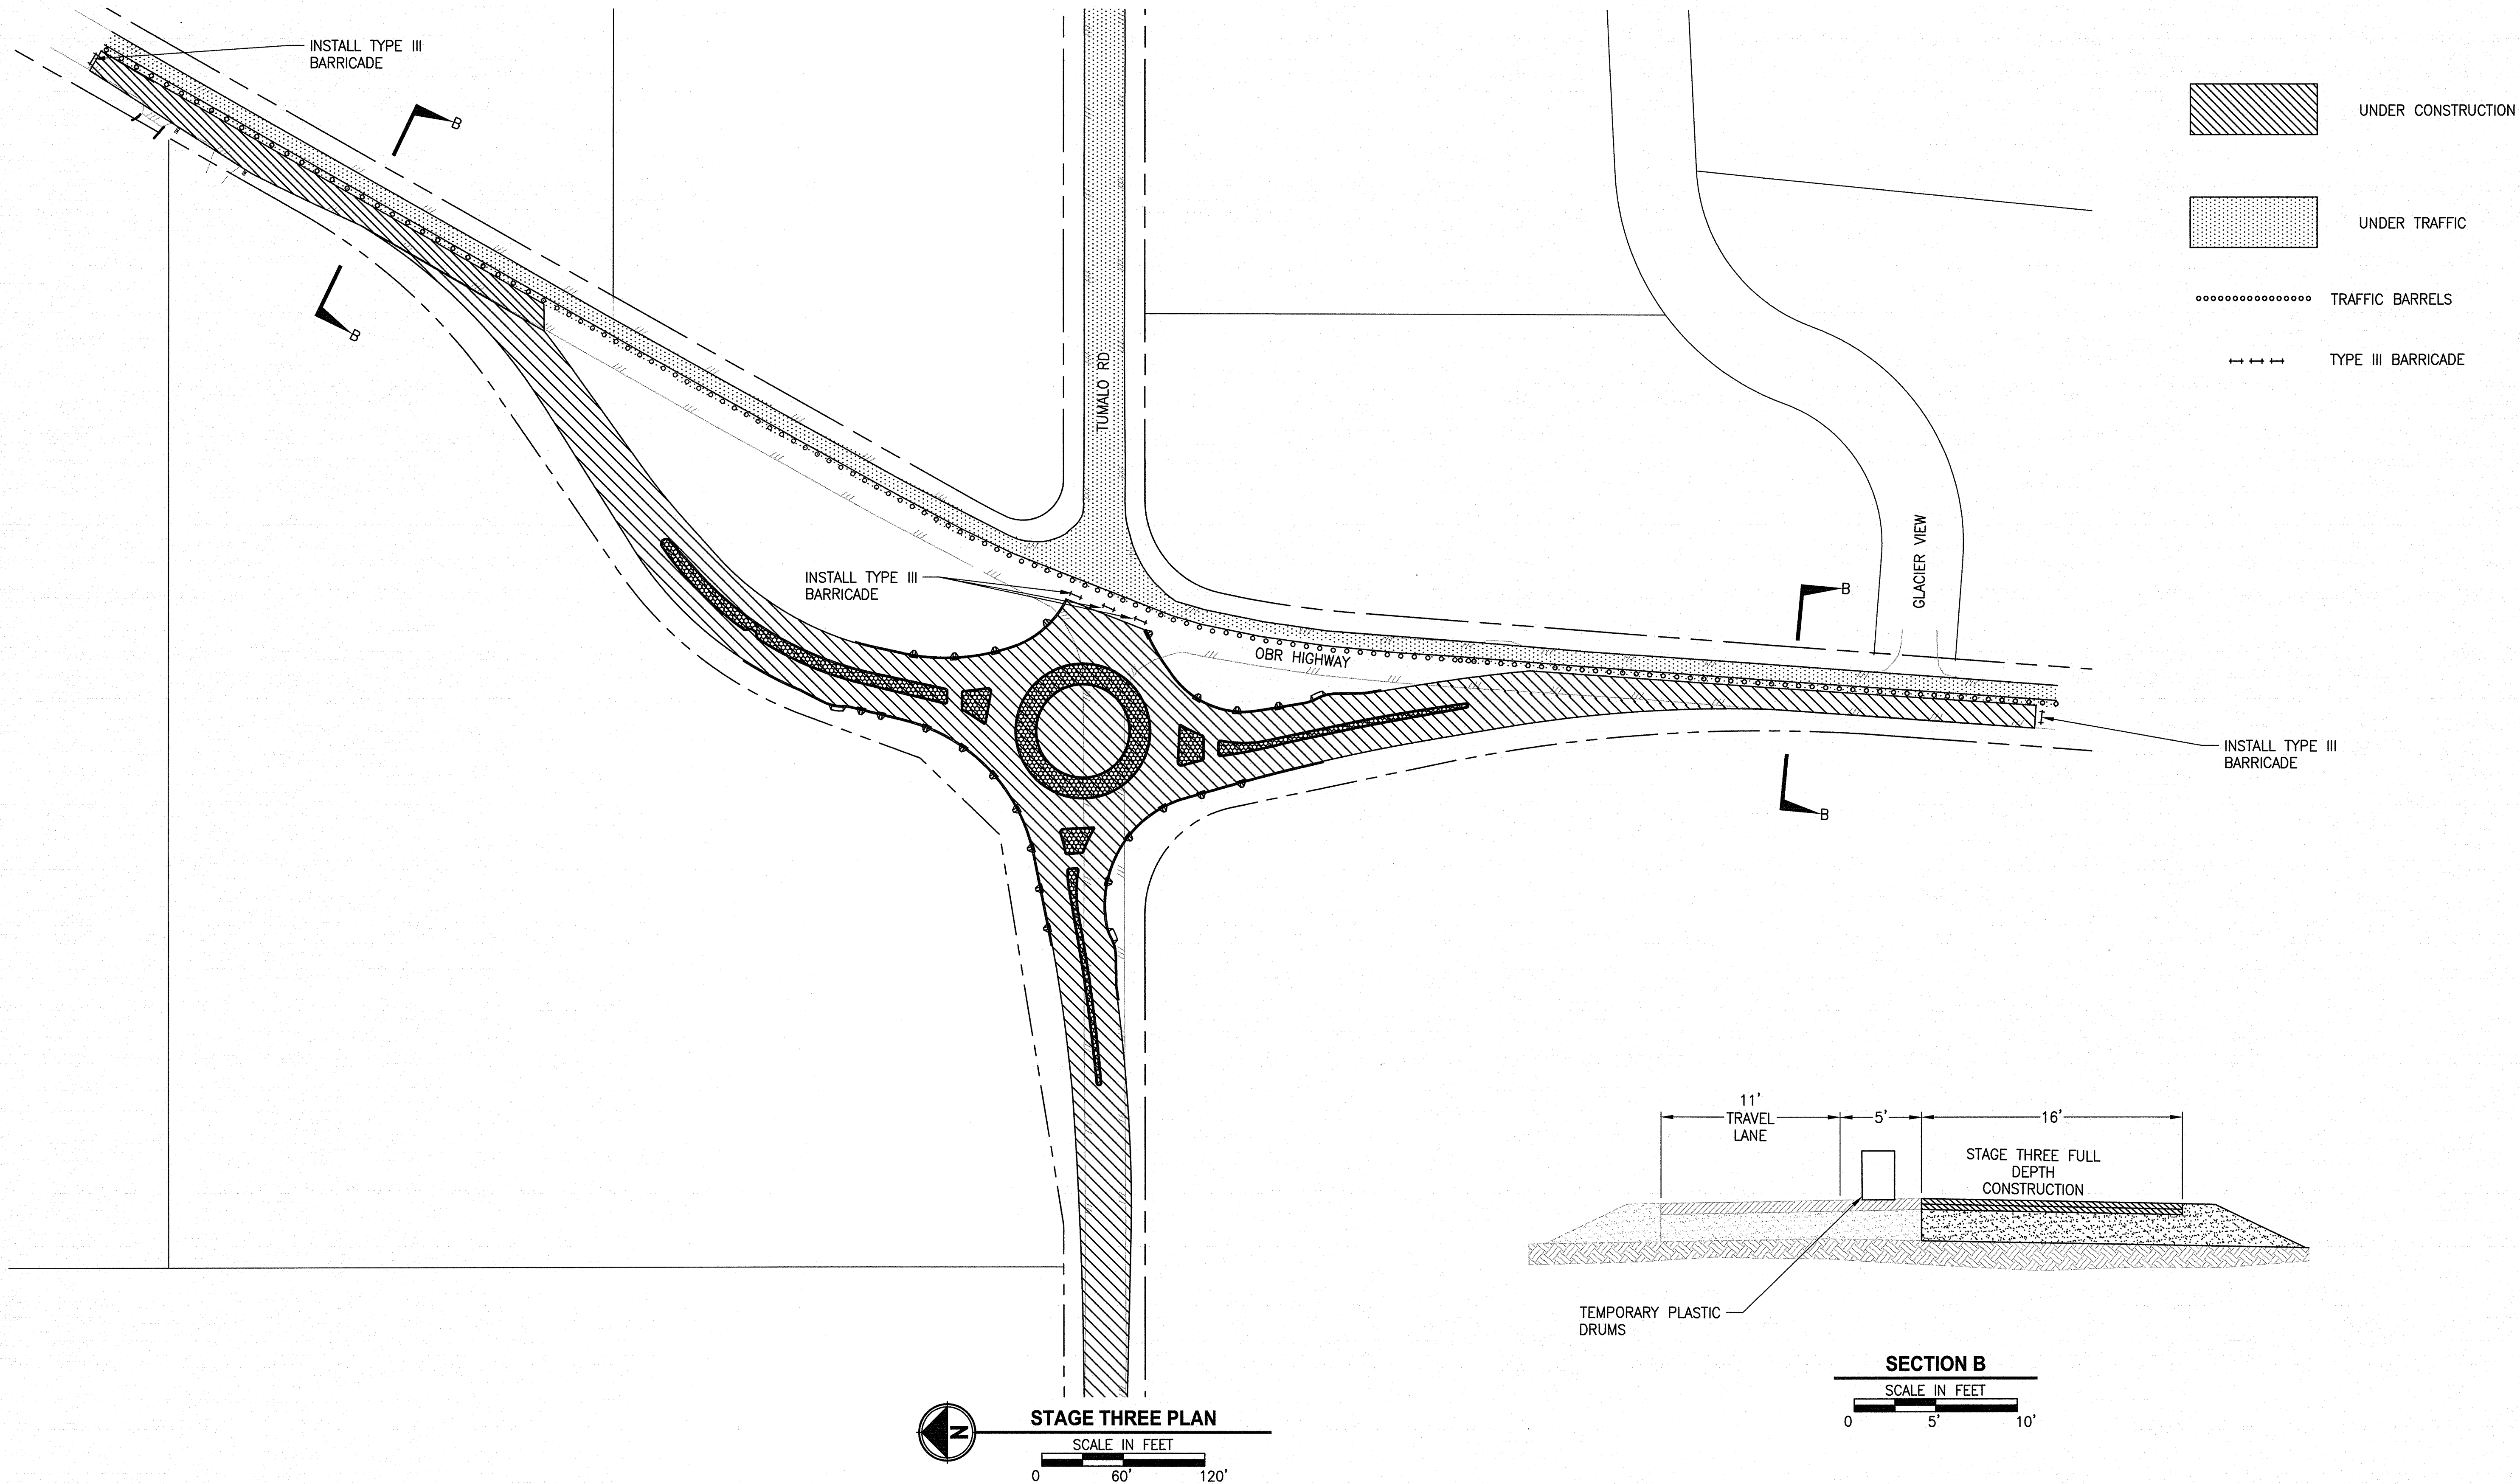 INSTALL TYPE III
BARRICADE
B
B
UNDER CONSTRUCTION
UNDER TRAFFIC
TRAFFIC BARRELS
TYPE III BARRICADE
TUMALO RD
GLACIER VIEW
INSTALL TYPE III
BARRICADE
OBR HIGHWAY
B
B
INSTALL TYPE III
BARRICADE
11'
TRAVEL
LANE
5'
16'
STAGE THREE FULL
DEPTH
CONSTRUCTION
TEMPORARY PLASTIC
DRUMS
SECTION B
SCALE IN FEET
0 5' 10'
N
STAGE THREE PLAN
SCALE IN FEET
0 60' 120'